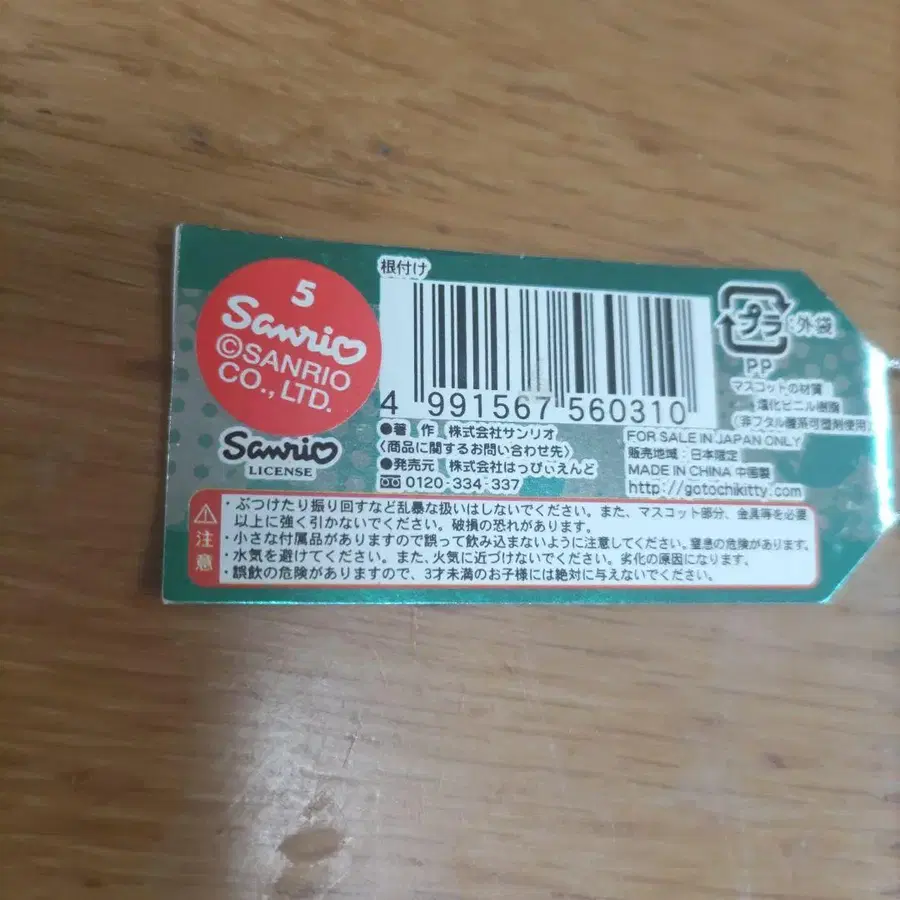 5
Sanrio
©SANRIO
CO., LTD.
Sanrio
LICENSE
根付け
4 991567 560310
●著 作 株式会社サンリオ
〈商品に関するお問い合わせ先〉
●発売元 株式会社はっぴぃえんど
0120-334-337
プラ
:外袋
PP
マスコットの材質
塩化ビニル樹脂
(非フタル酸系可塑剤使用)
FOR SALE IN JAPAN ONLY
販売地域:日本限定
MADE IN CHINA 中国製
http://gotochikitty.com
注意
・ぶつけたり振り回すなど乱暴な扱いはしないでください。また、マスコット部分、金具等を必要
以上に強く引かないでください。破損の恐れがあります。
・小さな付属品がありますので誤って飲み込まないように注意してください。窒息の危険があります。
・水気を避けてください。また、火気に近づけないでください。劣化の原因になります。
・誤飲の危険がありますので、3才未満のお子様には絶対に与えないでください。